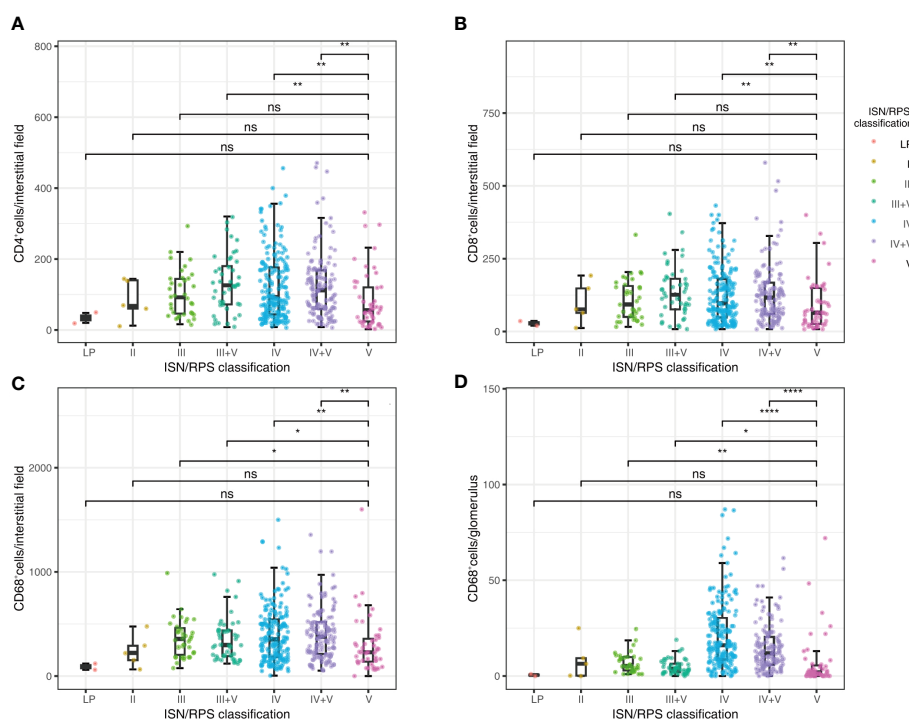 A
800
600
400
200
0
CD4+cells/interstitial field
**
**
**
ns
ns
ns
LP II III III+V IV IV+V V
ISN/RPS classification
B
750
500
250
0
CD8+cells/interstitial field
**
**
**
ns
ns
ns
LP II III III+V IV IV+V V
ISN/RPS classification
ISN/RPS
classification
LP
III+V
IV
IV+V
V
C
2000
1000
0
CD68+cells/interstitial field
**
**
*
*
ns
ns
LP II III III+V IV IV+V V
ISN/RPS classification
D
150
100
50
0
CD68+cells/glomerulus
****
****
*
**
ns
ns
LP II III III+V IV IV+V V
ISN/RPS classification